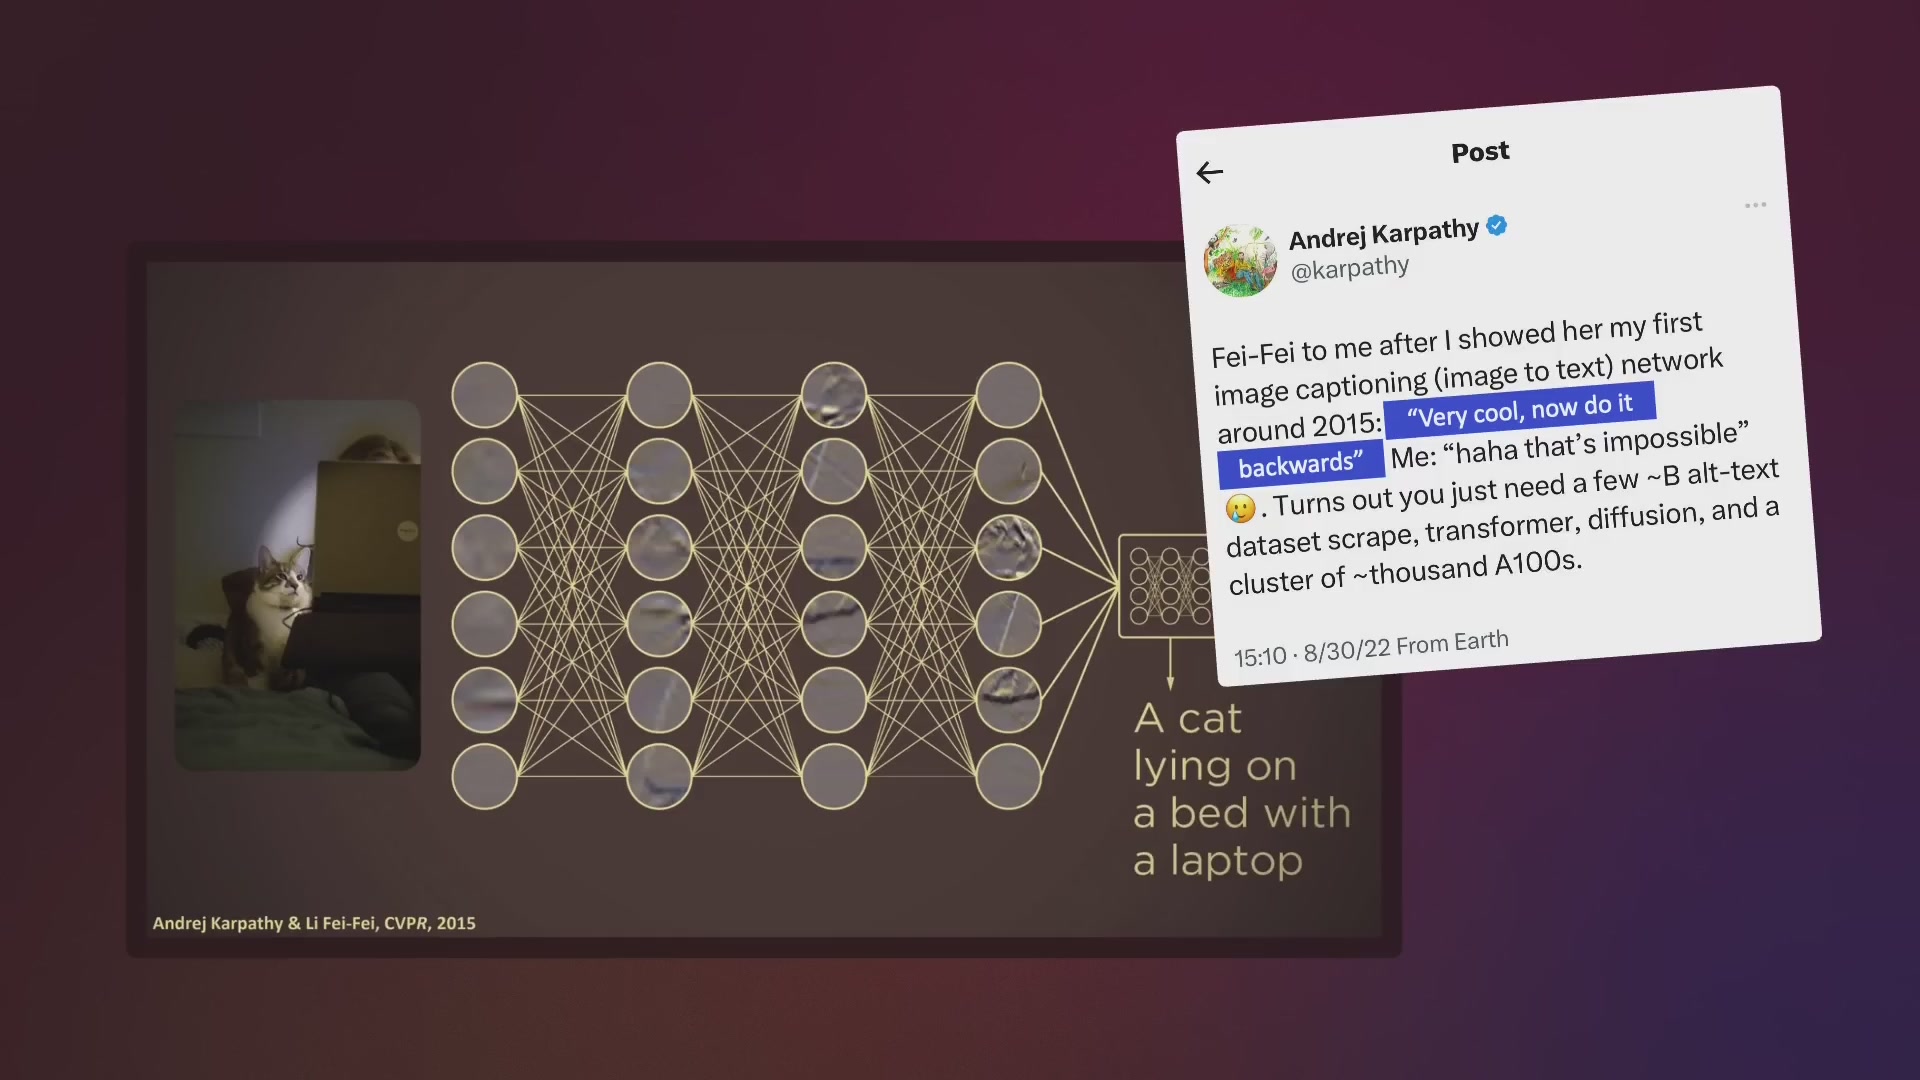 Post
Andrej Karpathy
@karpathy
Fei-Fei to me after I showed her my first
image captioning (image to text) network
around 2015: “Very cool, now do it
backwards” Me: “haha that’s impossible”
🥲. Turns out you just need a few ~B alt-text
dataset scrape, transformer, diffusion, and a
cluster of ~thousand A100s.
15:10 · 8/30/22 From Earth
A cat
lying on
a bed with
a laptop
Andrej Karpathy & Li Fei-Fei, CVPR, 2015